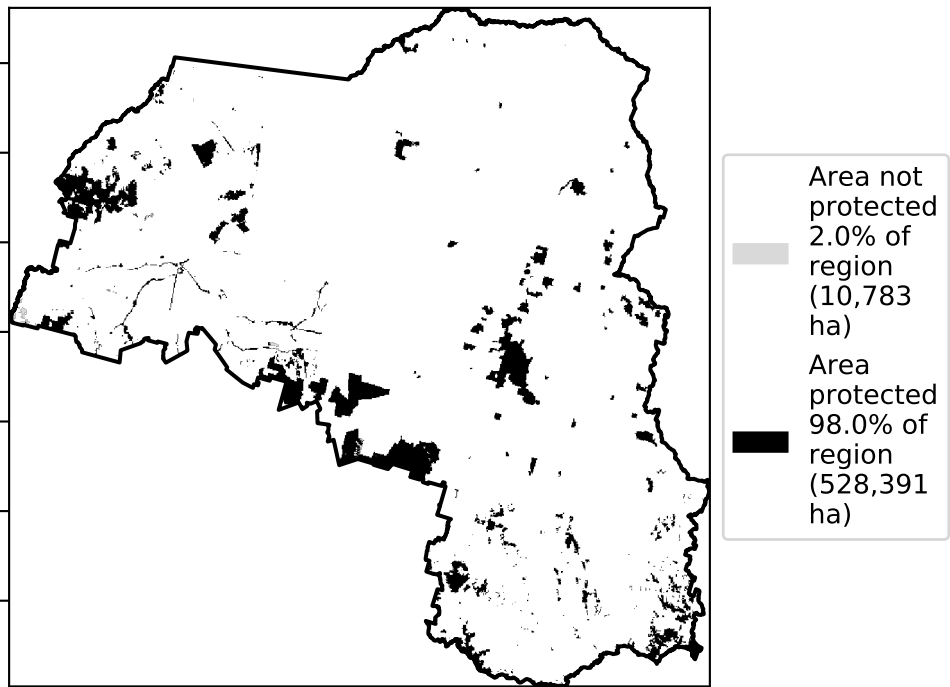 Area not
protected
2.0% of
region
(10,783
ha)
Area
protected
98.0% of
region
(528,391
ha)